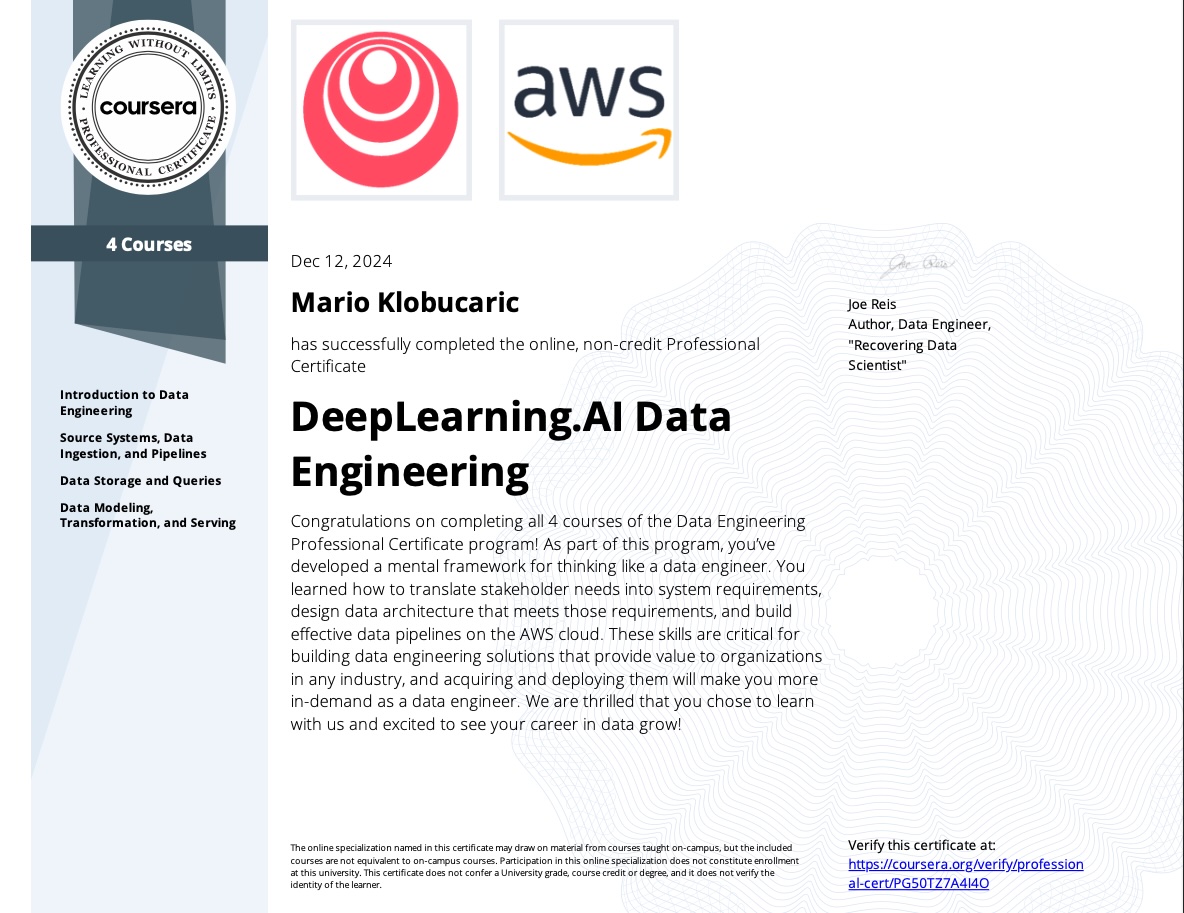 LEARNING WITHOUT LIMITS
coursera
PROFESSIONAL CERTIFICATE
aws
4 Courses
Introduction to Data
Engineering
Source Systems, Data
Ingestion, and Pipelines
Data Storage and Queries
Data Modeling,
Transformation, and Serving
Dec 12, 2024
Mario Klobucaric
has successfully completed the online, non-credit Professional
Certificate
DeepLearning.AI Data
Engineering
Congratulations on completing all 4 courses of the Data Engineering
Professional Certificate program! As part of this program, you’ve
developed a mental framework for thinking like a data engineer. You
learned how to translate stakeholder needs into system requirements,
design data architecture that meets those requirements, and build
effective data pipelines on the AWS cloud. These skills are critical for
building data engineering solutions that provide value to organizations
in any industry, and acquiring and deploying them will make you more
in-demand as a data engineer. We are thrilled that you chose to learn
with us and excited to see your career in data grow!
Joe Reis
Joe Reis
Author, Data Engineer,
"Recovering Data
Scientist"
The online specialization named in this certificate may draw on material from courses taught on-campus, but the included
courses are not equivalent to on-campus courses. Participation in this online specialization does not constitute enrollment
at this university. This certificate does not confer a University grade, course credit or degree, and it does not verify the
identity of the learner.
Verify this certificate at:
https://coursera.org/verify/profession
al-cert/PG50TZ7A4I4O